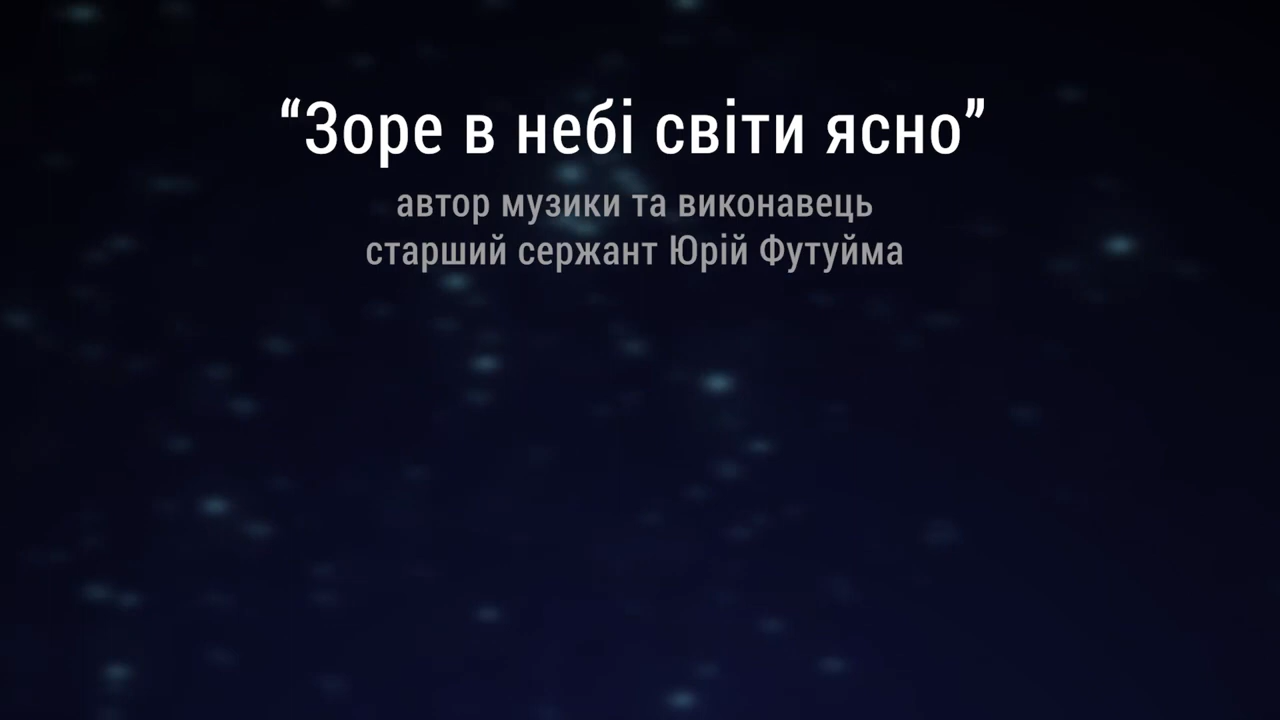 “Зоре в небі світи ясно”
автор музики та виконавець
старший сержант Юрій Футуйма